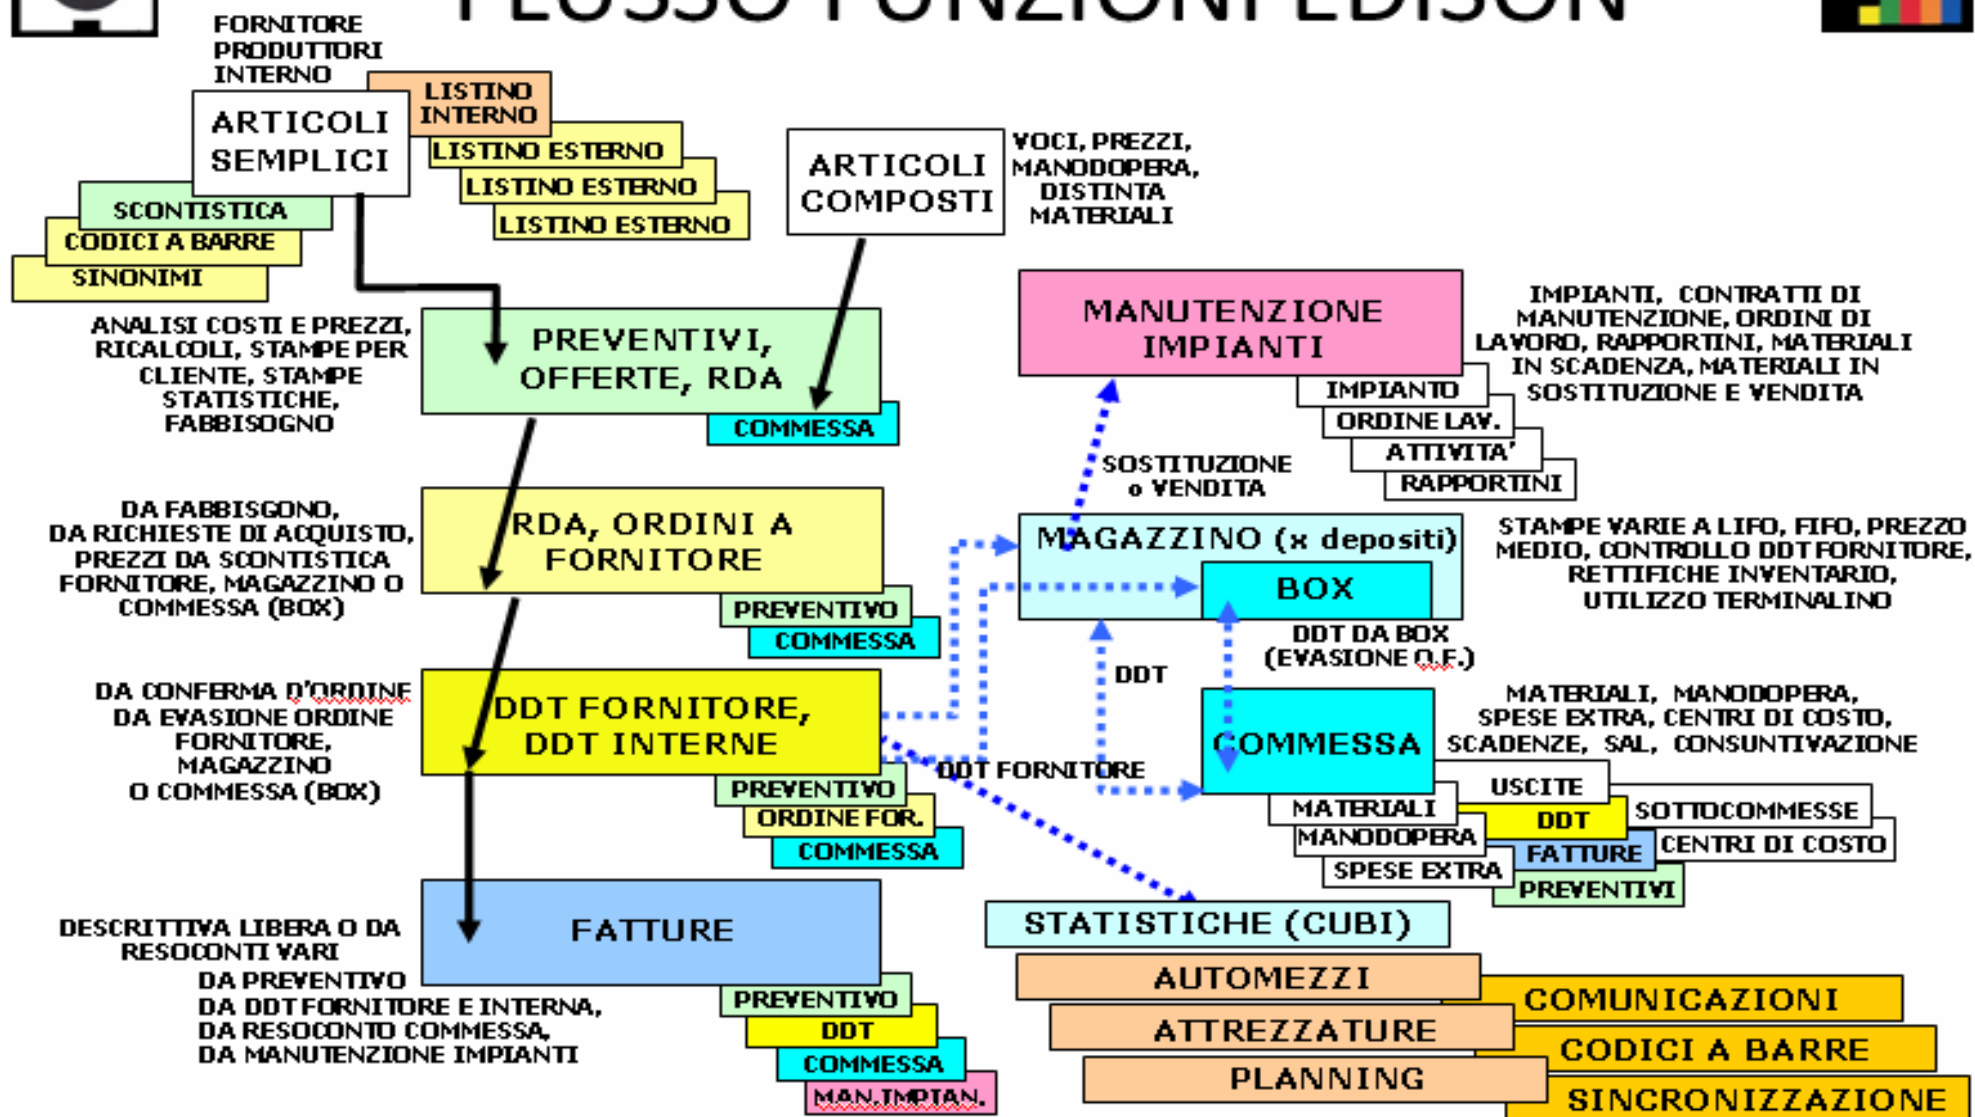 FLUSSO FUNZIONI EDISON
FORNITORE
PRODUTTORI
INTERNO
ARTICOLI
SEMPLICI
LISTINO
INTERNO
LISTINO ESTERNO
LISTINO ESTERNO
LISTINO ESTERNO
SCONTISTICA
CODICI A BARRE
SINONIMI
ARTICOLI
COMPOSTI
VOCI, PREZZI,
MANODOPERA,
DISTINTA
MATERIALI
ANALISI COSTI E PREZZI,
RICALCOLI, STAMPE PER
CLIENTE, STAMPE
STATISTICHE,
FABBISOGNO
PREVENTIVI,
OFFERTE, RDA
COMMESSA
MANUTENZIONE
IMPIANTI
IMPIANTO
ORDINE LAV.
ATTIVITA'
RAPPORTINI
IMPIANTI, CONTRATTI DI
MANUTENZIONE, ORDINI DI
LAVORO, RAPPORTINI, MATERIALI
IN SCADENZA, MATERIALI IN
SOSTITUZIONE E VENDITA
SOSTITUZIONE
o VENDITA
DA FABBISGONO,
DA RICHIESTE DI ACQUISTO,
PREZZI DA SCONTISTICA
FORNITORE, MAGAZZINO O
COMMESSA (BOX)
RDA, ORDINI A
FORNITORE
PREVENTIVO
COMMESSA
MAGAZZINO (x depositi)
BOX
STAMPE VARIE A LIFO, FIFO, PREZZO
MEDIO, CONTROLLO DDT FORNITORE,
RETTIFICHE INVENTARIO,
UTILIZZO TERMINALINO
DDT DA BOX
(EVASIONE O.F.)
DDT
DA CONFERMA D'ORDINE
DA EVASIONE ORDINE
FORNITORE,
MAGAZZINO
O COMMESSA (BOX)
DDT FORNITORE,
DDT INTERNE
PREVENTIVO
ORDINE FOR.
COMMESSA
DDT FORNITORE
COMMESSA
MATERIALI, MANODOPERA,
SPESE EXTRA, CENTRI DI COSTO,
SCADENZE, SAL, CONSUNTIVAZIONE
MATERIALI
MANODOPERA
SPESE EXTRA
USCITE
DDT
FATTURE
PREVENTIVI
SOTTOCOMMESSE
CENTRI DI COSTO
DESCRITTIVA LIBERA O DA
RESOCONTI VARI
DA PREVENTIVO
DA DDT FORNITORE E INTERNA,
DA RESOCONTO COMMESSA,
DA MANUTENZIONE IMPIANTI
FATTURE
PREVENTIVO
DDT
COMMESSA
MAN.IMPIAN.
STATISTICHE (CUBI)
AUTOMEZZI
ATTREZZATURE
PLANNING
COMUNICAZIONI
CODICI A BARRE
SINCRONIZZAZIONE